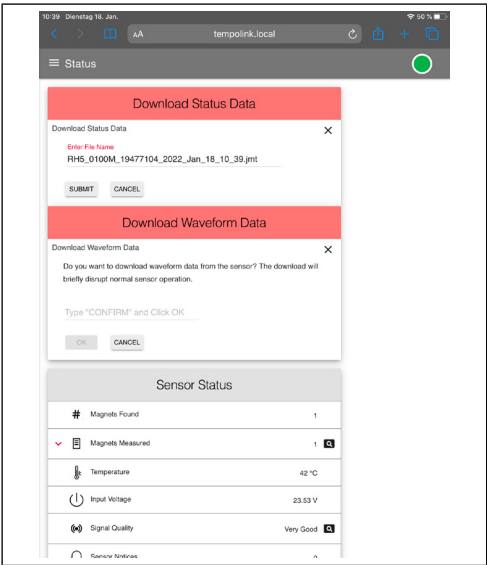 10:39 Dienstag 18. Jan.
50 %
AA
tempolink.local
Status
Download Status Data
Download Status Data
Enter File Name
RH5_0100M_19477104_2022_Jan_18_10_39.jmt
SUBMIT CANCEL
Download Waveform Data
Download Waveform Data
Do you want to download waveform data from the sensor? The download will
briefly disrupt normal sensor operation.
Type "CONFIRM" and Click OK
OK CANCEL
Sensor Status
# Magnets Found 1
Magnets Measured 1
Temperature 42 °C
Input Voltage 23.53 V
Signal Quality Very Good
Sensor Notices